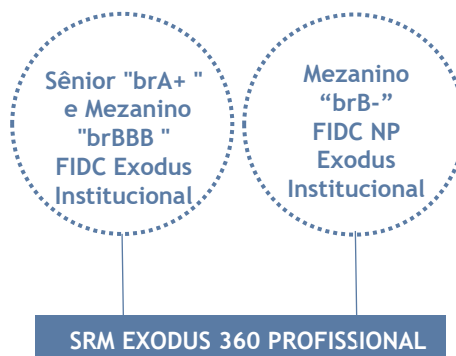 Sênior "brA+ "
e Mezanino
"brBBB "
FIDC Exodus
Institucional
Mezanino
“brB-”
FIDC NP
Exodus
Institucional
SRM EXODUS 360 PROFISSIONAL